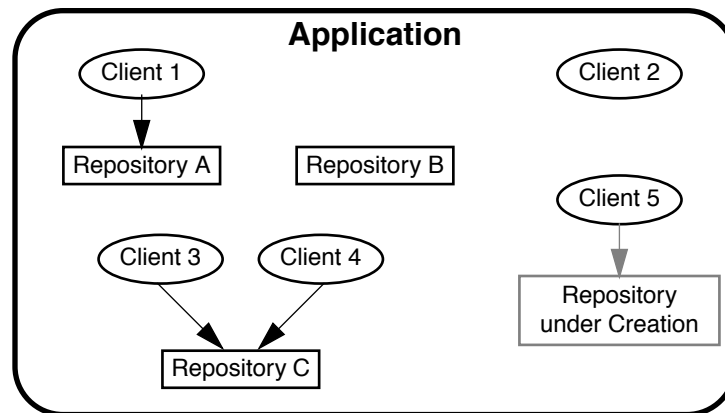 Application
Client 1
Client 2
Repository A
Repository B
Client 5
Client 3
Client 4
Repository
under Creation
Repository C